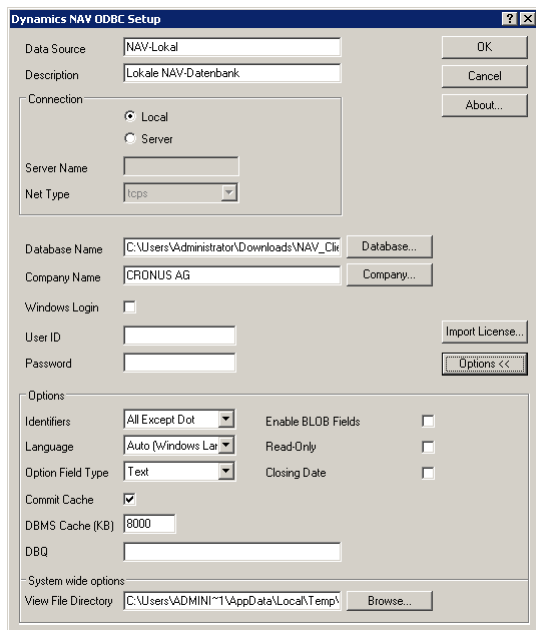 Dynamics NAV ODBC Setup
Data Source NAV-Lokal OK
Description Lokale NAV-Datenbank Cancel
Connection About...
Local
Server
Server Name
Net Type tcps
Database Name C:\Users\Administrator\Downloads\NAV_Clie Database...
Company Name CRONUS AG Company...
Windows Login
User ID Import License...
Password Options <<
Options
Identifiers All Except Dot Enable BLOB Fields
Language Auto (Windows Lar Read-Only
Option Field Type Text Closing Date
Commit Cache
DBMS Cache (KB) 8000
DBQ
System wide options
View File Directory C:\Users\ADMINI~1\AppData\Local\Temp\ Browse...